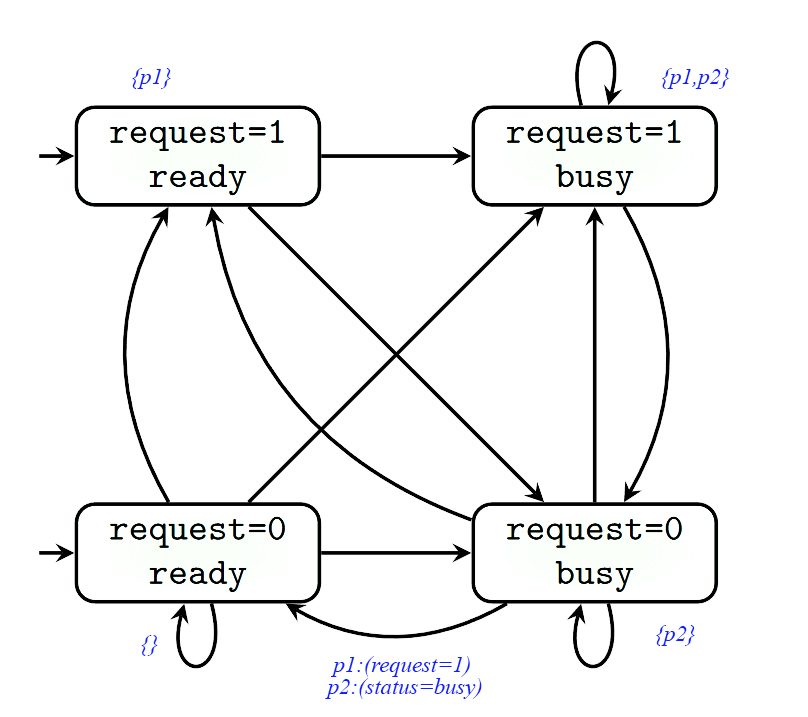 {p1}
{p1,p2}
request=1
ready
request=1
busy
request=0
ready
request=0
busy
{}
{p2}
p1:(request=1)
p2:(status=busy)